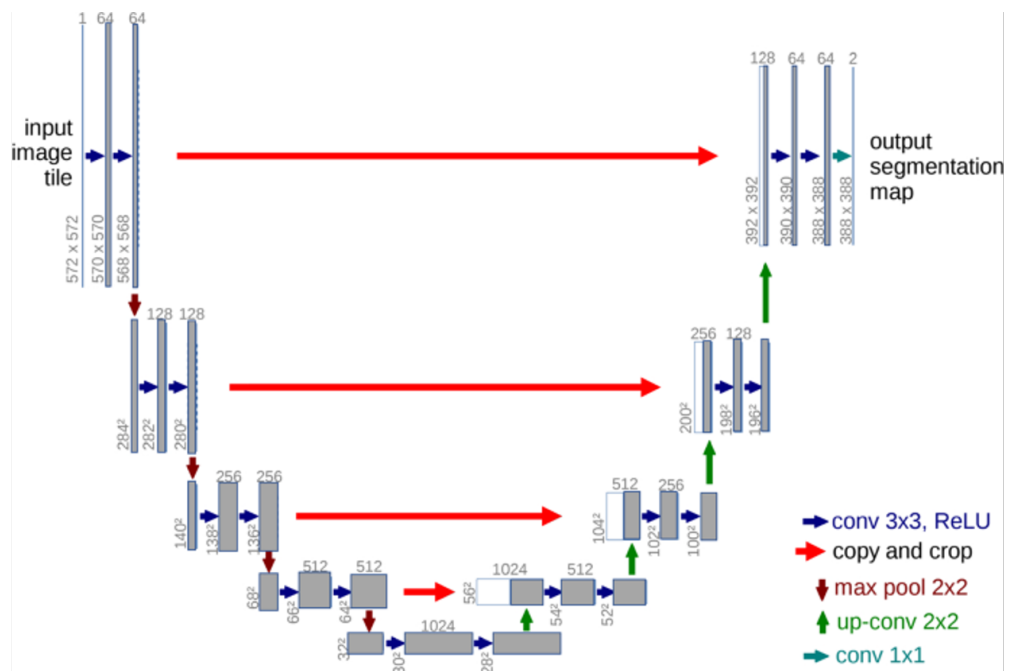 1 64 64
input
image
tile
572 x 572
570 x 570
568 x 568
128 64 64 2
output
segmentation
map
392 x 392
390 x 390
388 x 388
388 x 388
128 128
284²
282²
280²
256 128
200²
198²
196²
256 256
140²
138²
136²
512 256
104²
102²
100²
512 512
68²
66²
64²
1024 512
56²
54²
52²
1024
32²
30²
28²
conv 3x3, ReLU
copy and crop
max pool 2x2
up-conv 2x2
conv 1x1